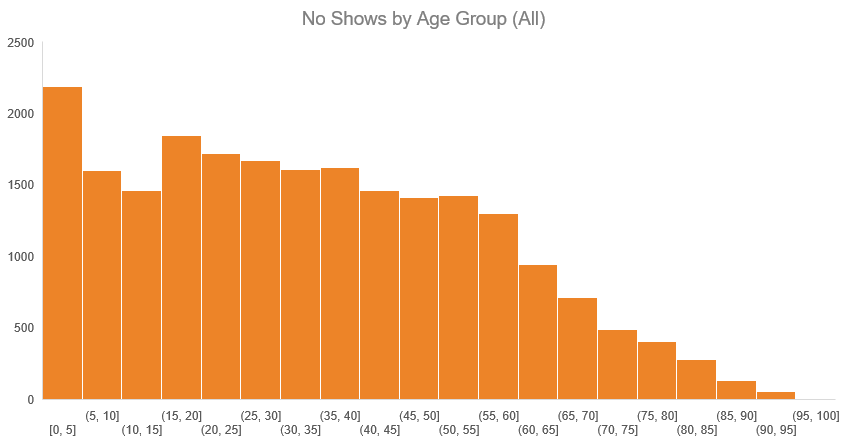 No Shows by Age Group (All)
2500
2000
1500
1000
500
0
(5, 10] (15, 20] (25, 30] (35, 40] (45, 50] (55, 60] (65, 70] (75, 80] (85, 90] (95, 100]
[0, 5] (10, 15] (20, 25] (30, 35] (40, 45] (50, 55] (60, 65] (70, 75] (80, 85] (90, 95]